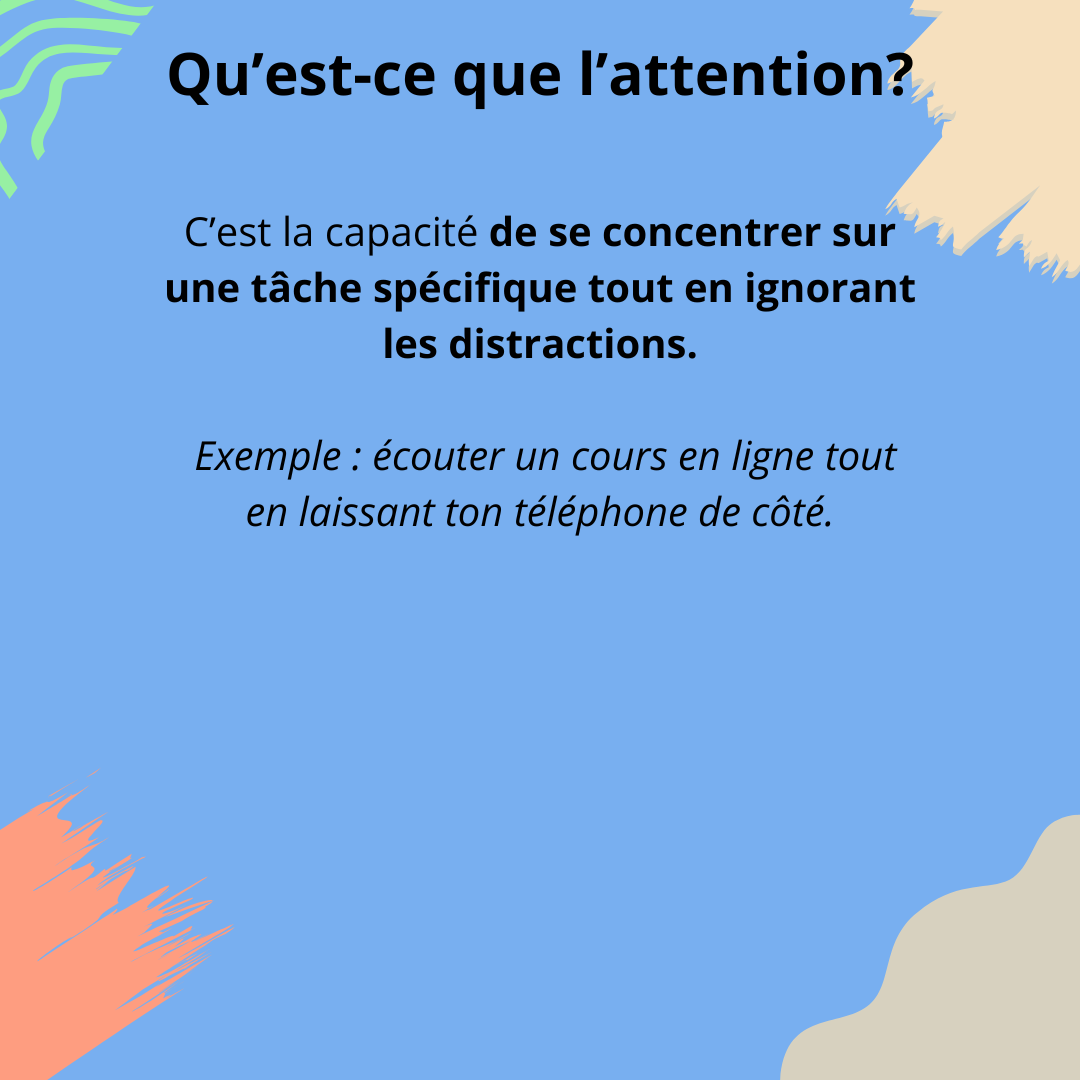 Qu’est-ce que l’attention?
C’est la capacité de se concentrer sur
une tâche spécifique tout en ignorant
les distractions.
Exemple : écouter un cours en ligne tout
en laissant ton téléphone de côté.